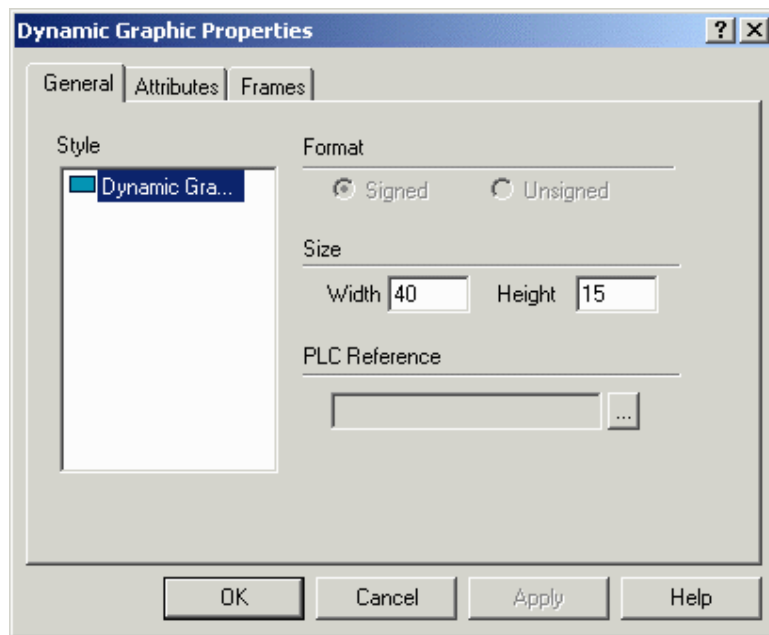 Dynamic Graphic Properties
General Attributes Frames
Style
Dynamic Gra...
Format
Signed Unsigned
Size
Width 40 Height 15
PLC Reference
...
OK Cancel Apply Help